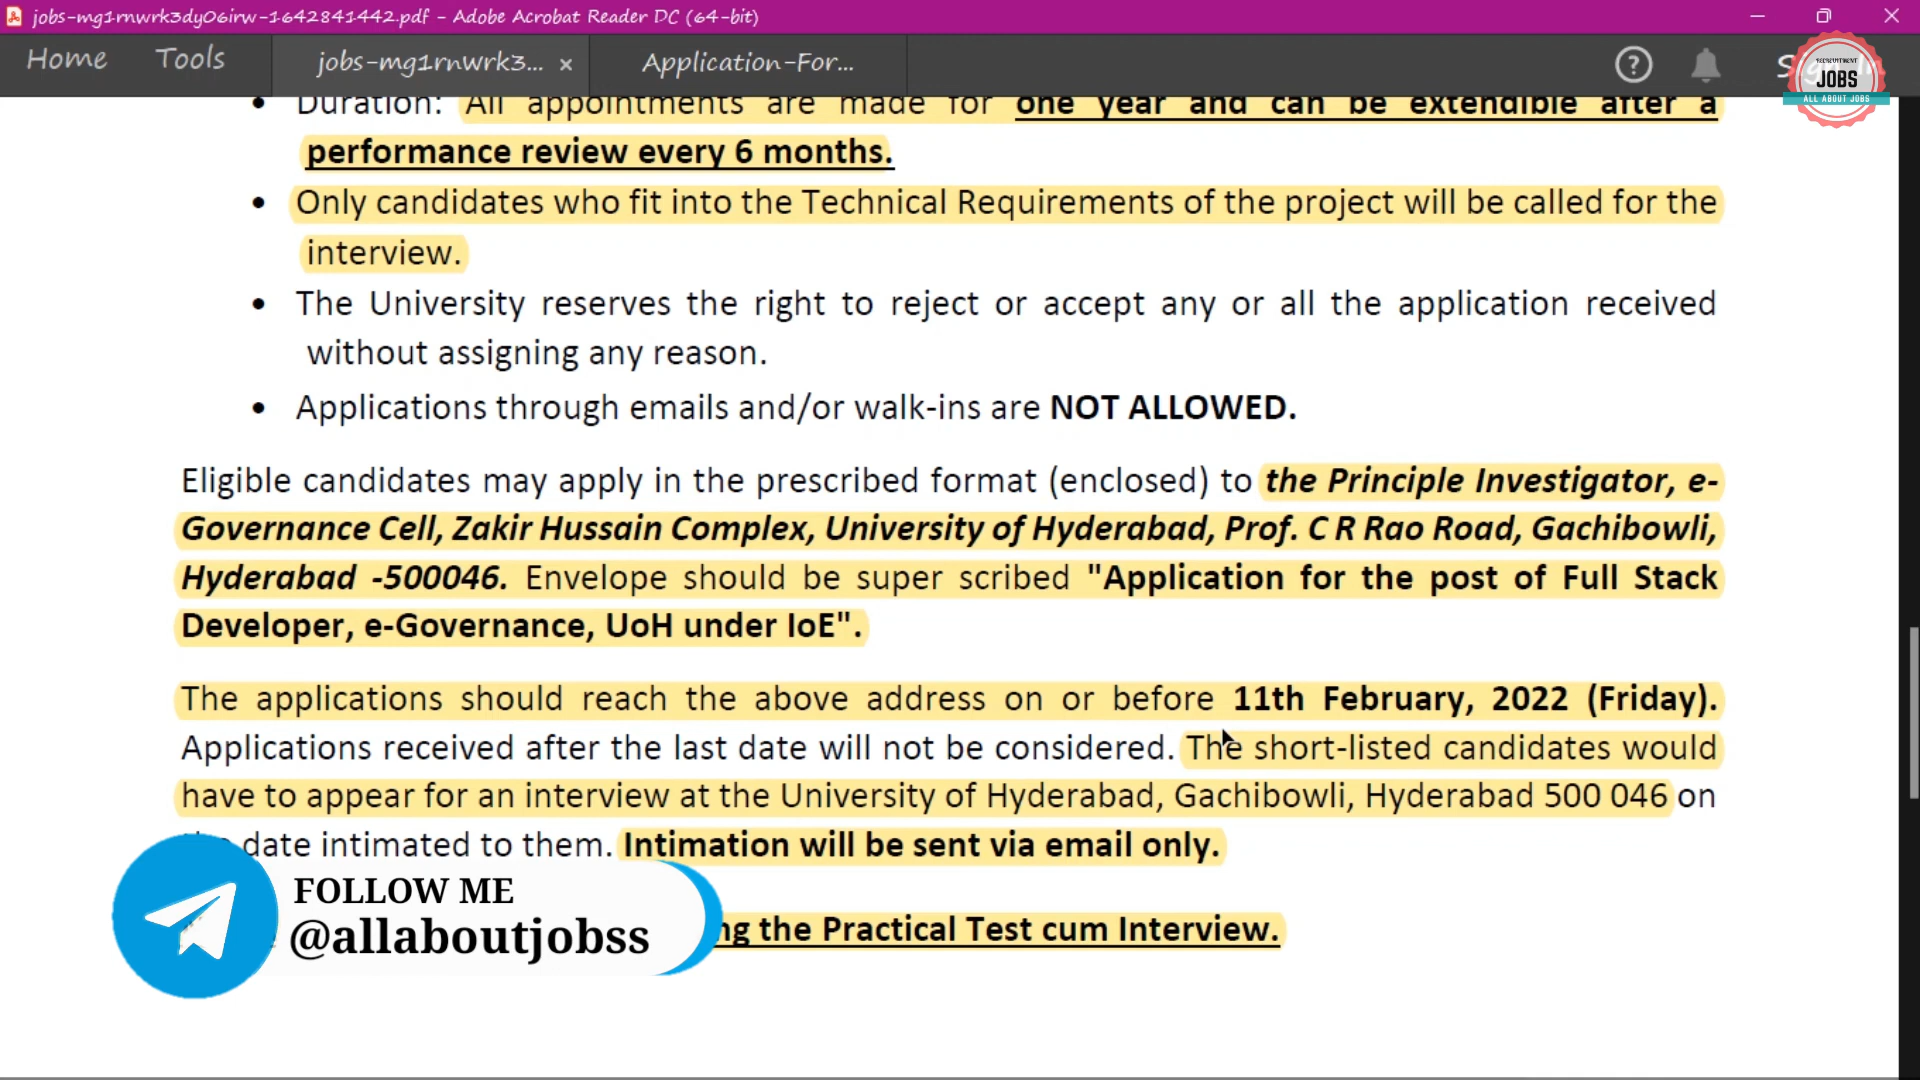 jobs-mg1rnwrk3dy06irw-1642841442.pdf - Adobe Acrobat Reader DC (64-bit)
Home Tools jobs-mg1rnwrk3... × Application-For... ?
RECRUITMENT
JOBS
ALL ABOUT JOBS
• Duration: All appointments are made for one year and can be extendible after a
performance review every 6 months.
• Only candidates who fit into the Technical Requirements of the project will be called for the
interview.
• The University reserves the right to reject or accept any or all the application received
without assigning any reason.
• Applications through emails and/or walk-ins are NOT ALLOWED.
Eligible candidates may apply in the prescribed format (enclosed) to the Principle Investigator, e-
Governance Cell, Zakir Hussain Complex, University of Hyderabad, Prof. C R Rao Road, Gachibowli,
Hyderabad -500046. Envelope should be super scribed "Application for the post of Full Stack
Developer, e-Governance, UoH under IoE".
The applications should reach the above address on or before 11th February, 2022 (Friday).
Applications received after the last date will not be considered. The short-listed candidates would
have to appear for an interview at the University of Hyderabad, Gachibowli, Hyderabad 500 046 on
date intimated to them. Intimation will be sent via email only.
the Practical Test cum Interview.
FOLLOW ME
@allaboutjobss